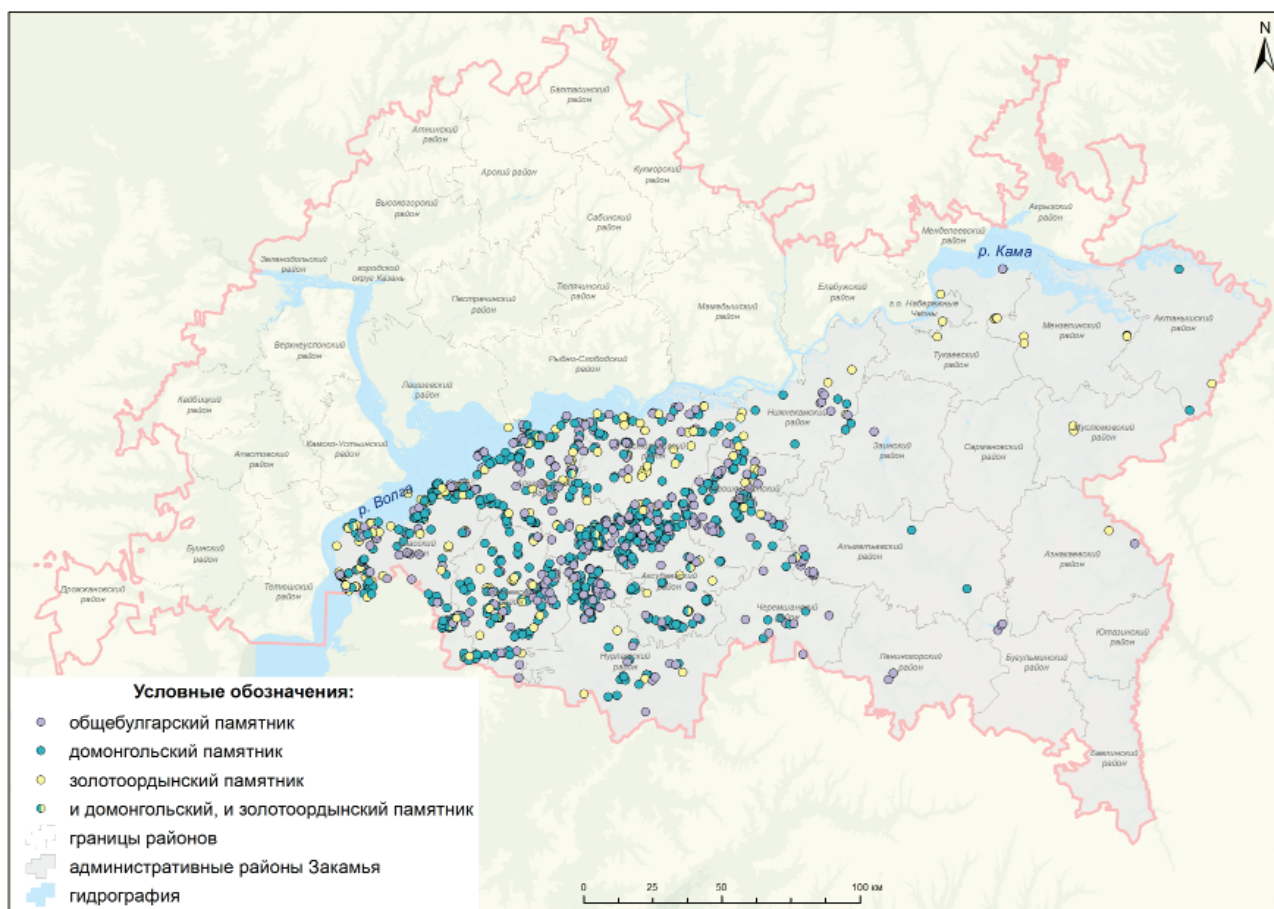 N
Балтасинский
район
Атнинский
район
Арский район
Кукморский
район
Высокогорский
район
Сабинский
район
Агрызский
район
Менделеевский
район
р. Кама
Зеленодольский
район
городской
округ Казань
Тюлячинский
район
Пестречинский
район
Мамадышский
район
Елабужский
район
г.о. Набережные
Челны
Актанышский
район
Мензелинский
район
Тукаевский
район
Верхнеуслонский
район
Рыбно-Слободский
район
Лаишевский
район
Кайбицкий
район
Нижнекамский
район
Муслюмовский
район
Камско-Устьинский
район
Заинский
район
Сармановский
район
Апастовский
район
р. Волга
Буинский
район
Альметьевский
район
Азнакаевский
район
Дрожжановский
район
Тетюшский
район
Аксубаевский
район
Черемшанский
район
Ютазинский
район
Нурлатский
район
Лениногорский
район
Бугульминский
район
Бавлинский
район
Условные обозначения:
общебулгарский памятник
домонгольский памятник
золотоордынский памятник
и домонгольский, и золотоордынский памятник
границы районов
административные районы Закамья
гидрография
0 25 50 100 км